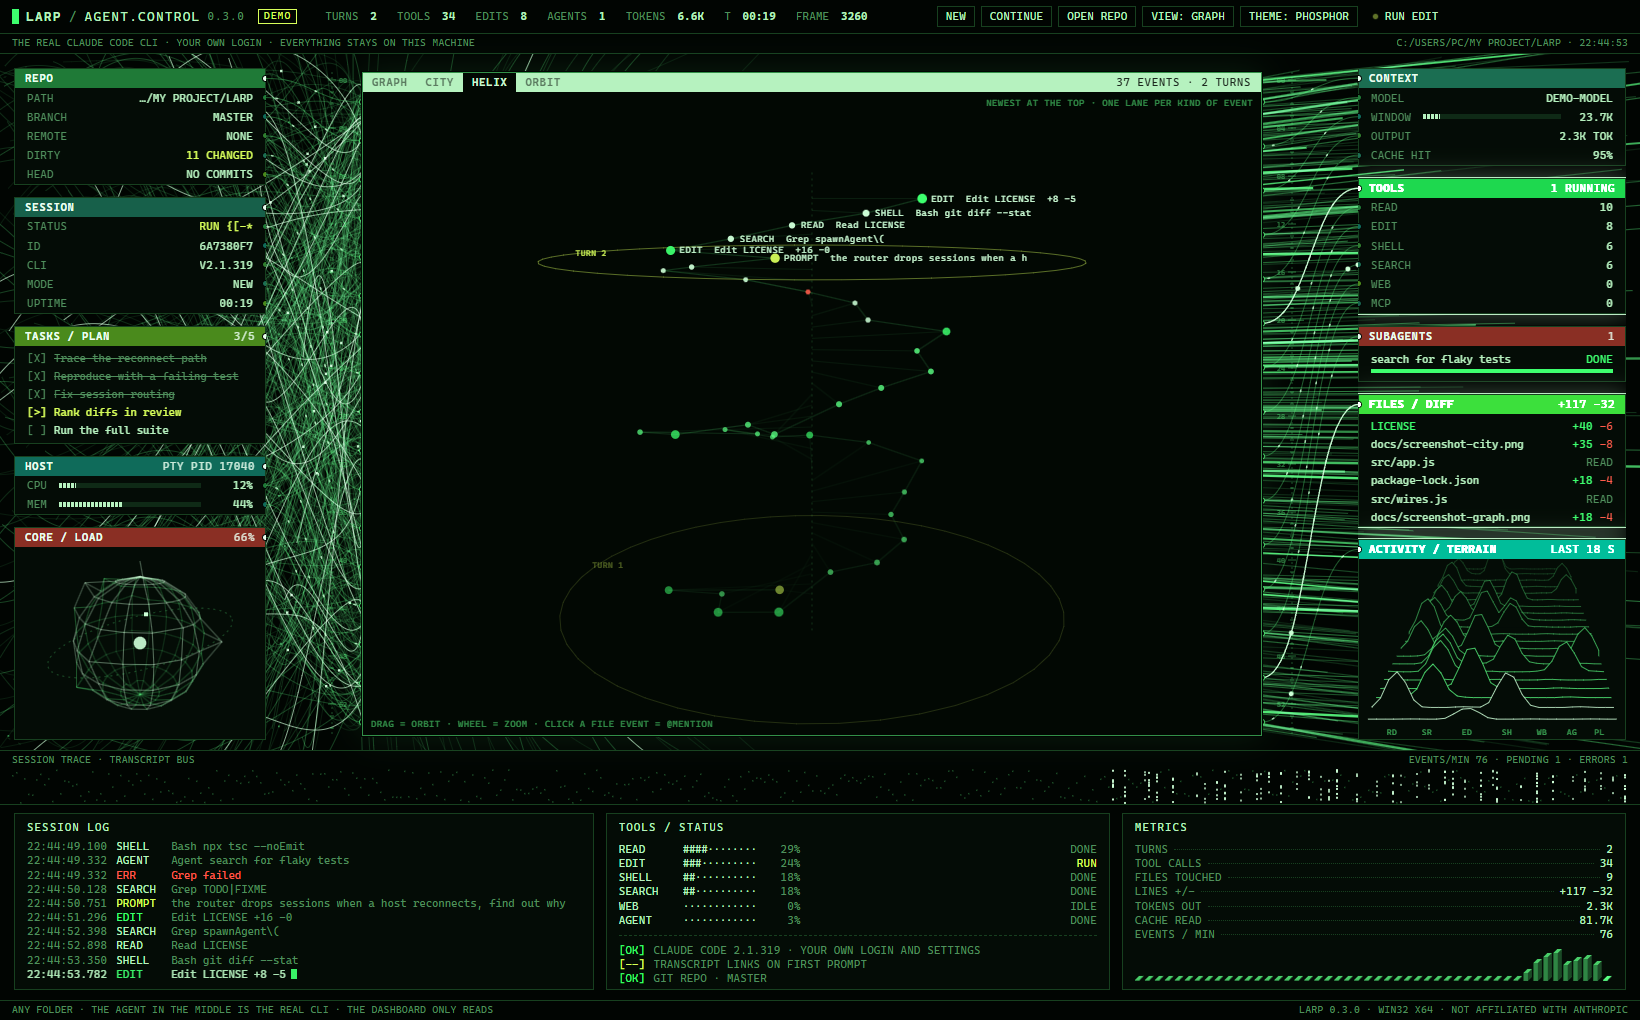 LARP / AGENT.CONTROL 0.3.0 DEMO TURNS 2 TOOLS 34 EDITS 8 AGENTS 1 TOKENS 6.6K T 00:19 FRAME 3260 NEW CONTINUE OPEN REPO VIEW: GRAPH THEME: PHOSPHOR RUN EDIT
THE REAL CLAUDE CODE CLI · YOUR OWN LOGIN · EVERYTHING STAYS ON THIS MACHINE
C:/USERS/PC/MY PROJECT/LARP · 22:44:53
REPO
PATH …/MY PROJECT/LARP
BRANCH MASTER
REMOTE NONE
DIRTY 11 CHANGED
HEAD NO COMMITS
SESSION
STATUS RUN {[-*
ID 6A7380F7
CLI V2.1.319
MODE NEW
UPTIME 00:19
TASKS / PLAN 3/5
[X] Trace the reconnect path
[X] Reproduce with a failing test
[X] Fix session routing
[>] Rank diffs in review
[ ] Run the full suite
HOST PTY PID 17040
CPU 12%
MEM 44%
CORE / LOAD 66%
GRAPH CITY HELIX ORBIT 37 EVENTS · 2 TURNS
NEWEST AT THE TOP · ONE LANE PER KIND OF EVENT
EDIT Edit LICENSE +8 -5
SHELL Bash git diff --stat
READ Read LICENSE
SEARCH Grep spawnAgent\(
EDIT Edit LICENSE +16 -0
TURN 2
PROMPT the router drops sessions when a h
TURN 1
DRAG = ORBIT · WHEEL = ZOOM · CLICK A FILE EVENT = @MENTION
CONTEXT
MODEL DEMO-MODEL
WINDOW 23.7K
OUTPUT 2.3K TOK
CACHE HIT 95%
TOOLS 1 RUNNING
READ 10
EDIT 8
SHELL 6
SEARCH 6
WEB 0
MCP 0
SUBAGENTS 1
search for flaky tests DONE
FILES / DIFF +117 -32
LICENSE +40 -6
docs/screenshot-city.png +35 -8
src/app.js READ
package-lock.json +18 -4
src/wires.js READ
docs/screenshot-graph.png +18 -4
ACTIVITY / TERRAIN LAST 18 S
RD SR ED SH WB AG PL
SESSION TRACE · TRANSCRIPT BUS
EVENTS/MIN 76 · PENDING 1 · ERRORS 1
SESSION LOG
22:44:49.100 SHELL Bash npx tsc --noEmit
22:44:49.332 AGENT Agent search for flaky tests
22:44:49.332 ERR Grep failed
22:44:50.128 SEARCH Grep TODO|FIXME
22:44:50.751 PROMPT the router drops sessions when a host reconnects, find out why
22:44:51.296 EDIT Edit LICENSE +16 -0
22:44:52.398 SEARCH Grep spawnAgent\(
22:44:52.898 READ Read LICENSE
22:44:53.350 SHELL Bash git diff --stat
22:44:53.782 EDIT Edit LICENSE +8 -5
TOOLS / STATUS
READ ####········ 29% DONE
EDIT ###········· 24% RUN
SHELL ##·········· 18% DONE
SEARCH ##·········· 18% DONE
WEB ············ 0% IDLE
AGENT ············ 3% DONE
[OK] CLAUDE CODE 2.1.319 · YOUR OWN LOGIN AND SETTINGS
[--] TRANSCRIPT LINKS ON FIRST PROMPT
[OK] GIT REPO · MASTER
METRICS
TURNS 2
TOOL CALLS 34
FILES TOUCHED 9
LINES +/- +117 -32
TOKENS OUT 2.3K
CACHE READ 81.7K
EVENTS / MIN 76
ANY FOLDER · THE AGENT IN THE MIDDLE IS THE REAL CLI · THE DASHBOARD ONLY READS
LARP 0.3.0 · WIN32 X64 · NOT AFFILIATED WITH ANTHROPIC